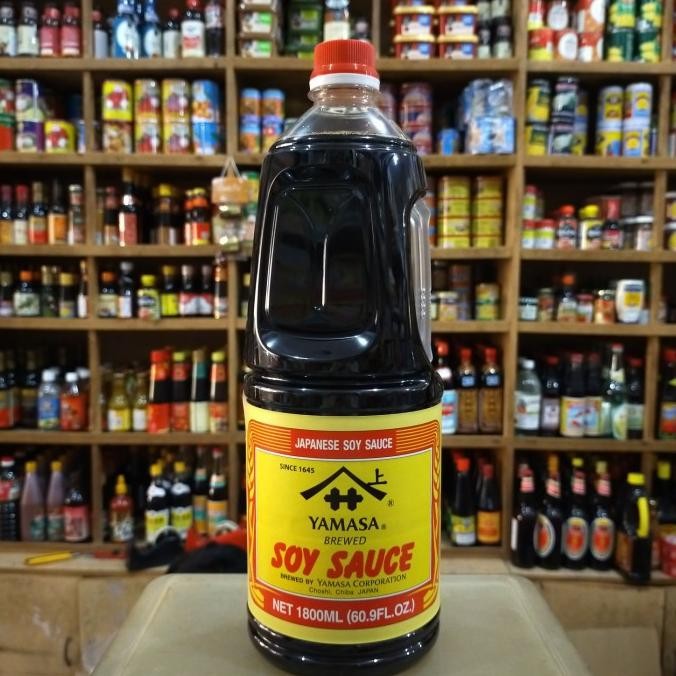 JAPANESE SOY SAUCE
SINCE 1645
上
YAMASA®
BREWED
SOY SAUCE
BREWED BY YAMASA CORPORATION
Choshi, Chiba JAPAN
NET 1800ML (60.9FL.OZ.)